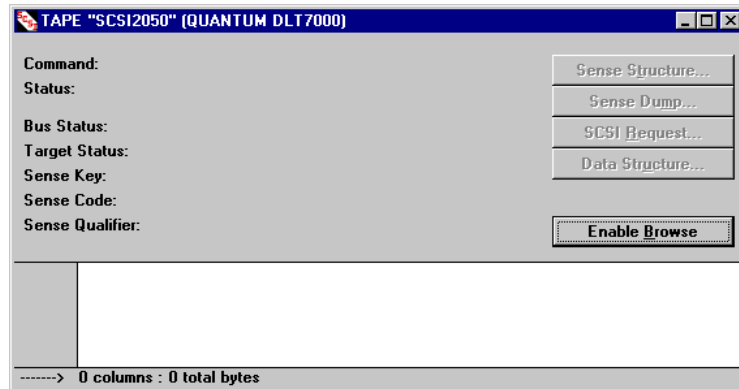 TAPE "SCSI2050" (QUANTUM DLT7000)
Command:
Status:
Bus Status:
Target Status:
Sense Key:
Sense Code:
Sense Qualifier:
Sense Structure...
Sense Dump...
SCSI Request...
Data Structure...
Enable Browse
-------> 0 columns : 0 total bytes